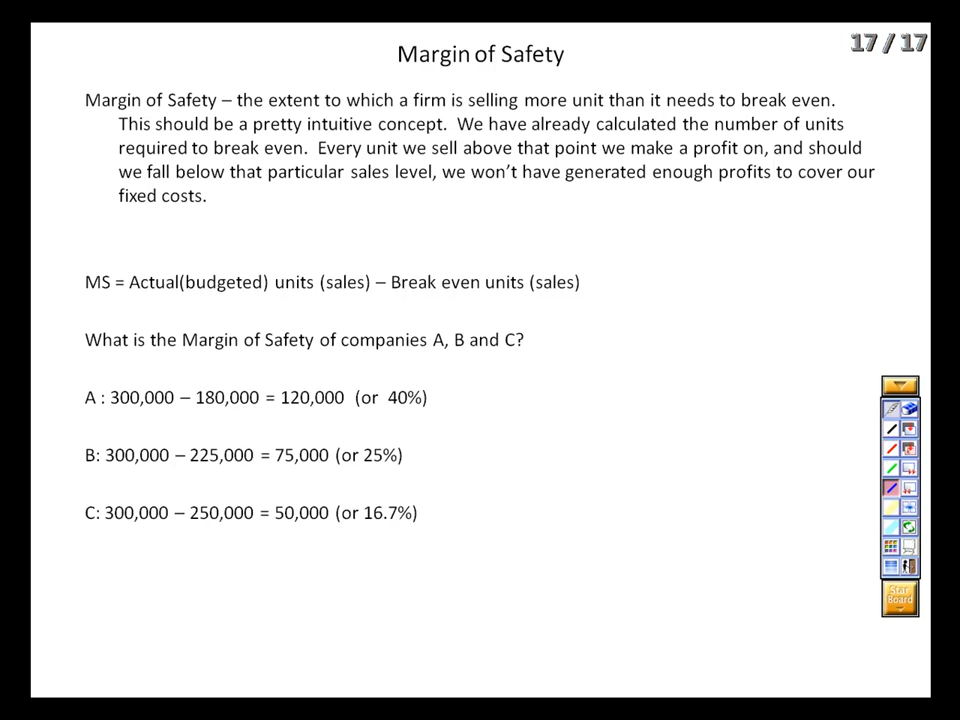 17 / 17
Margin of Safety
Margin of Safety – the extent to which a firm is selling more unit than it needs to break even.
This should be a pretty intuitive concept. We have already calculated the number of units
required to break even. Every unit we sell above that point we make a profit on, and should
we fall below that particular sales level, we won't have generated enough profits to cover our
fixed costs.
MS = Actual(budgeted) units (sales) – Break even units (sales)
What is the Margin of Safety of companies A, B and C?
A : 300,000 – 180,000 = 120,000 (or 40%)
B: 300,000 – 225,000 = 75,000 (or 25%)
C: 300,000 – 250,000 = 50,000 (or 16.7%)
Star
Board